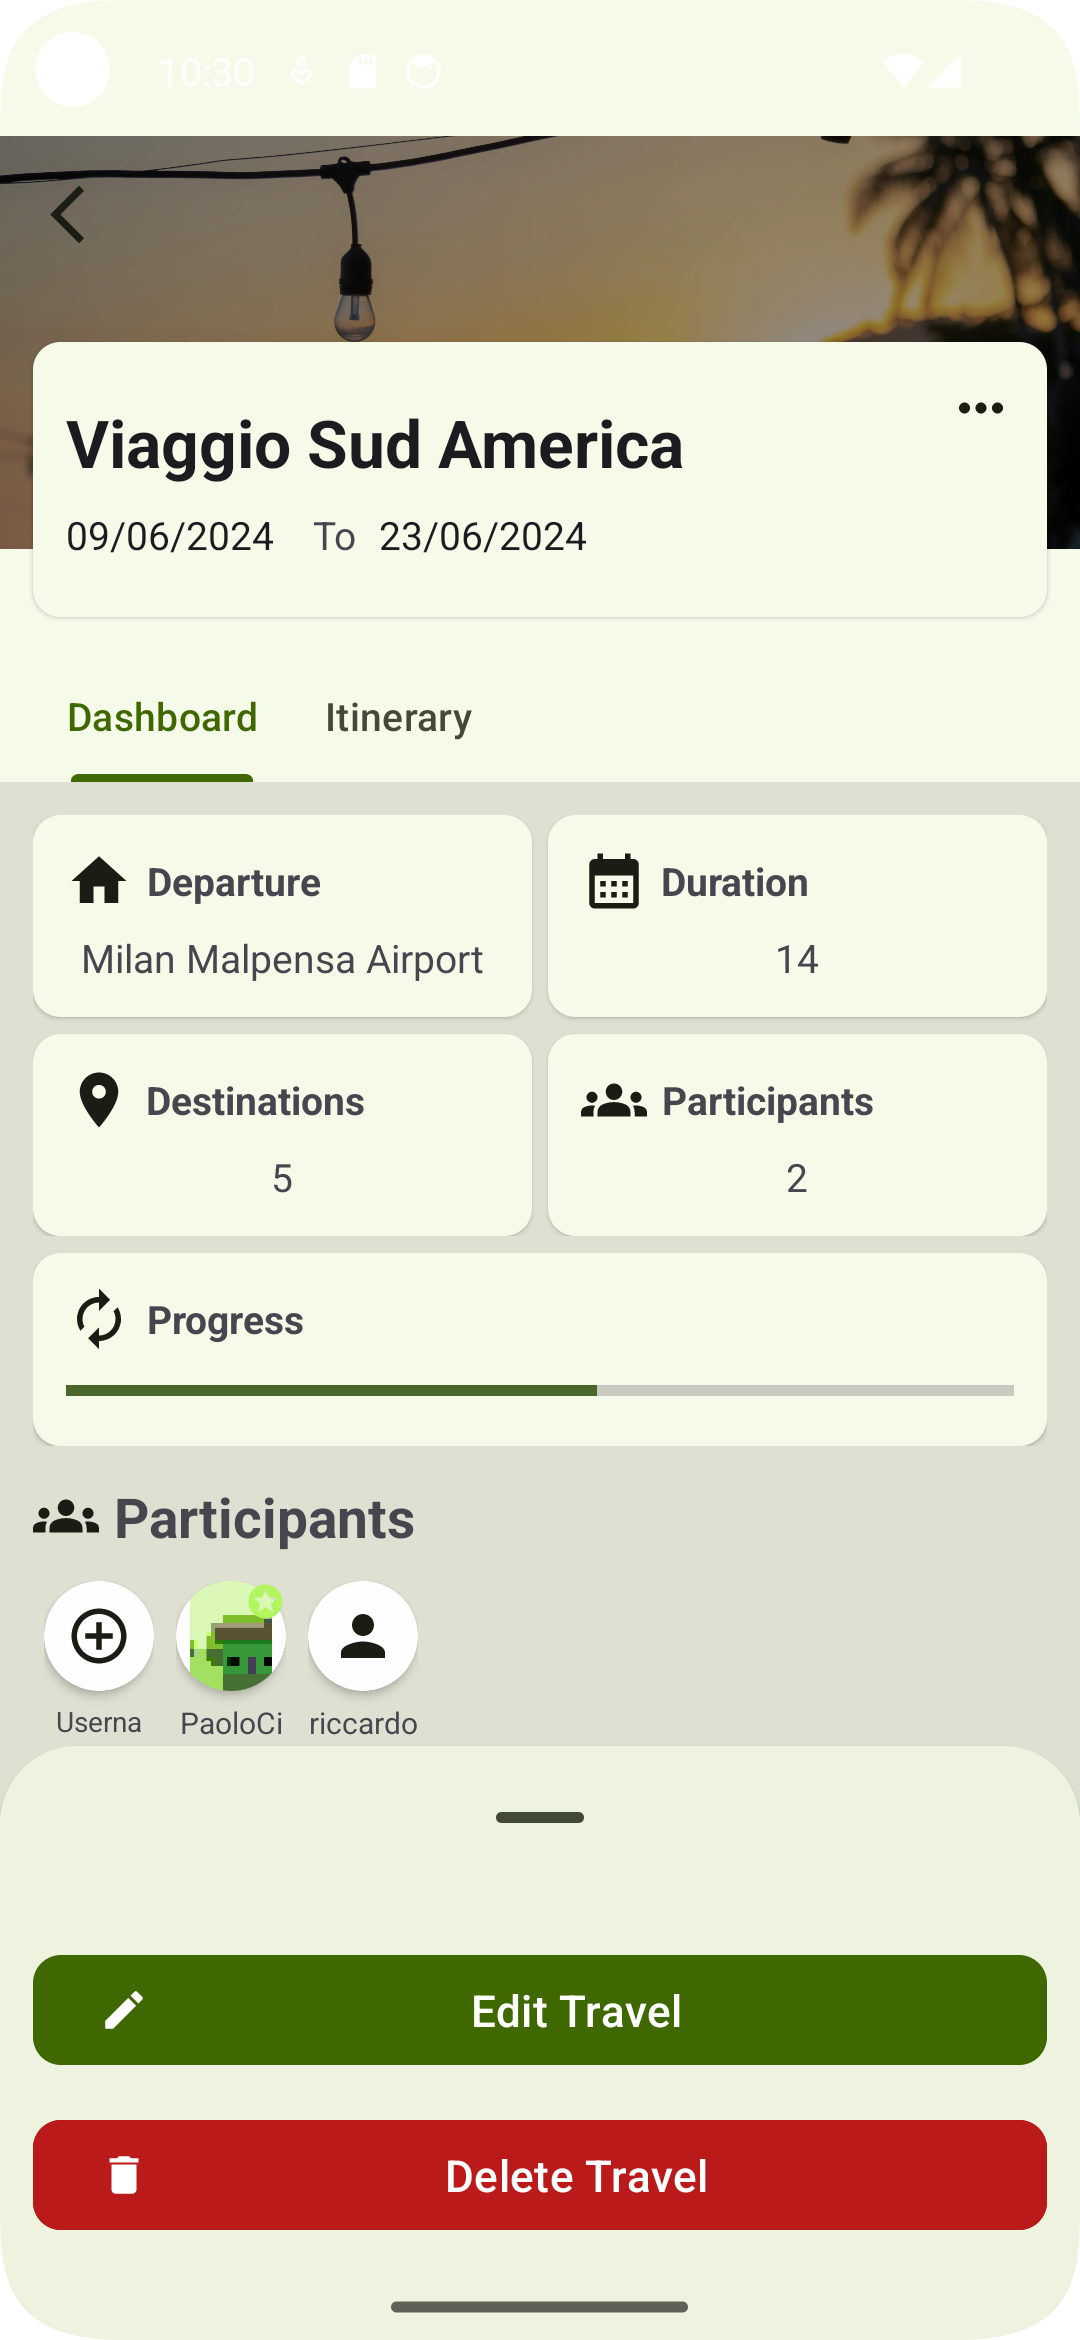 10:30
Viaggio Sud America
09/06/2024 To 23/06/2024
Dashboard Itinerary
Departure
Milan Malpensa Airport
Duration
14
Destinations
5
Participants
2
Progress
Participants
Userna PaoloCi riccardo
Edit Travel
Delete Travel